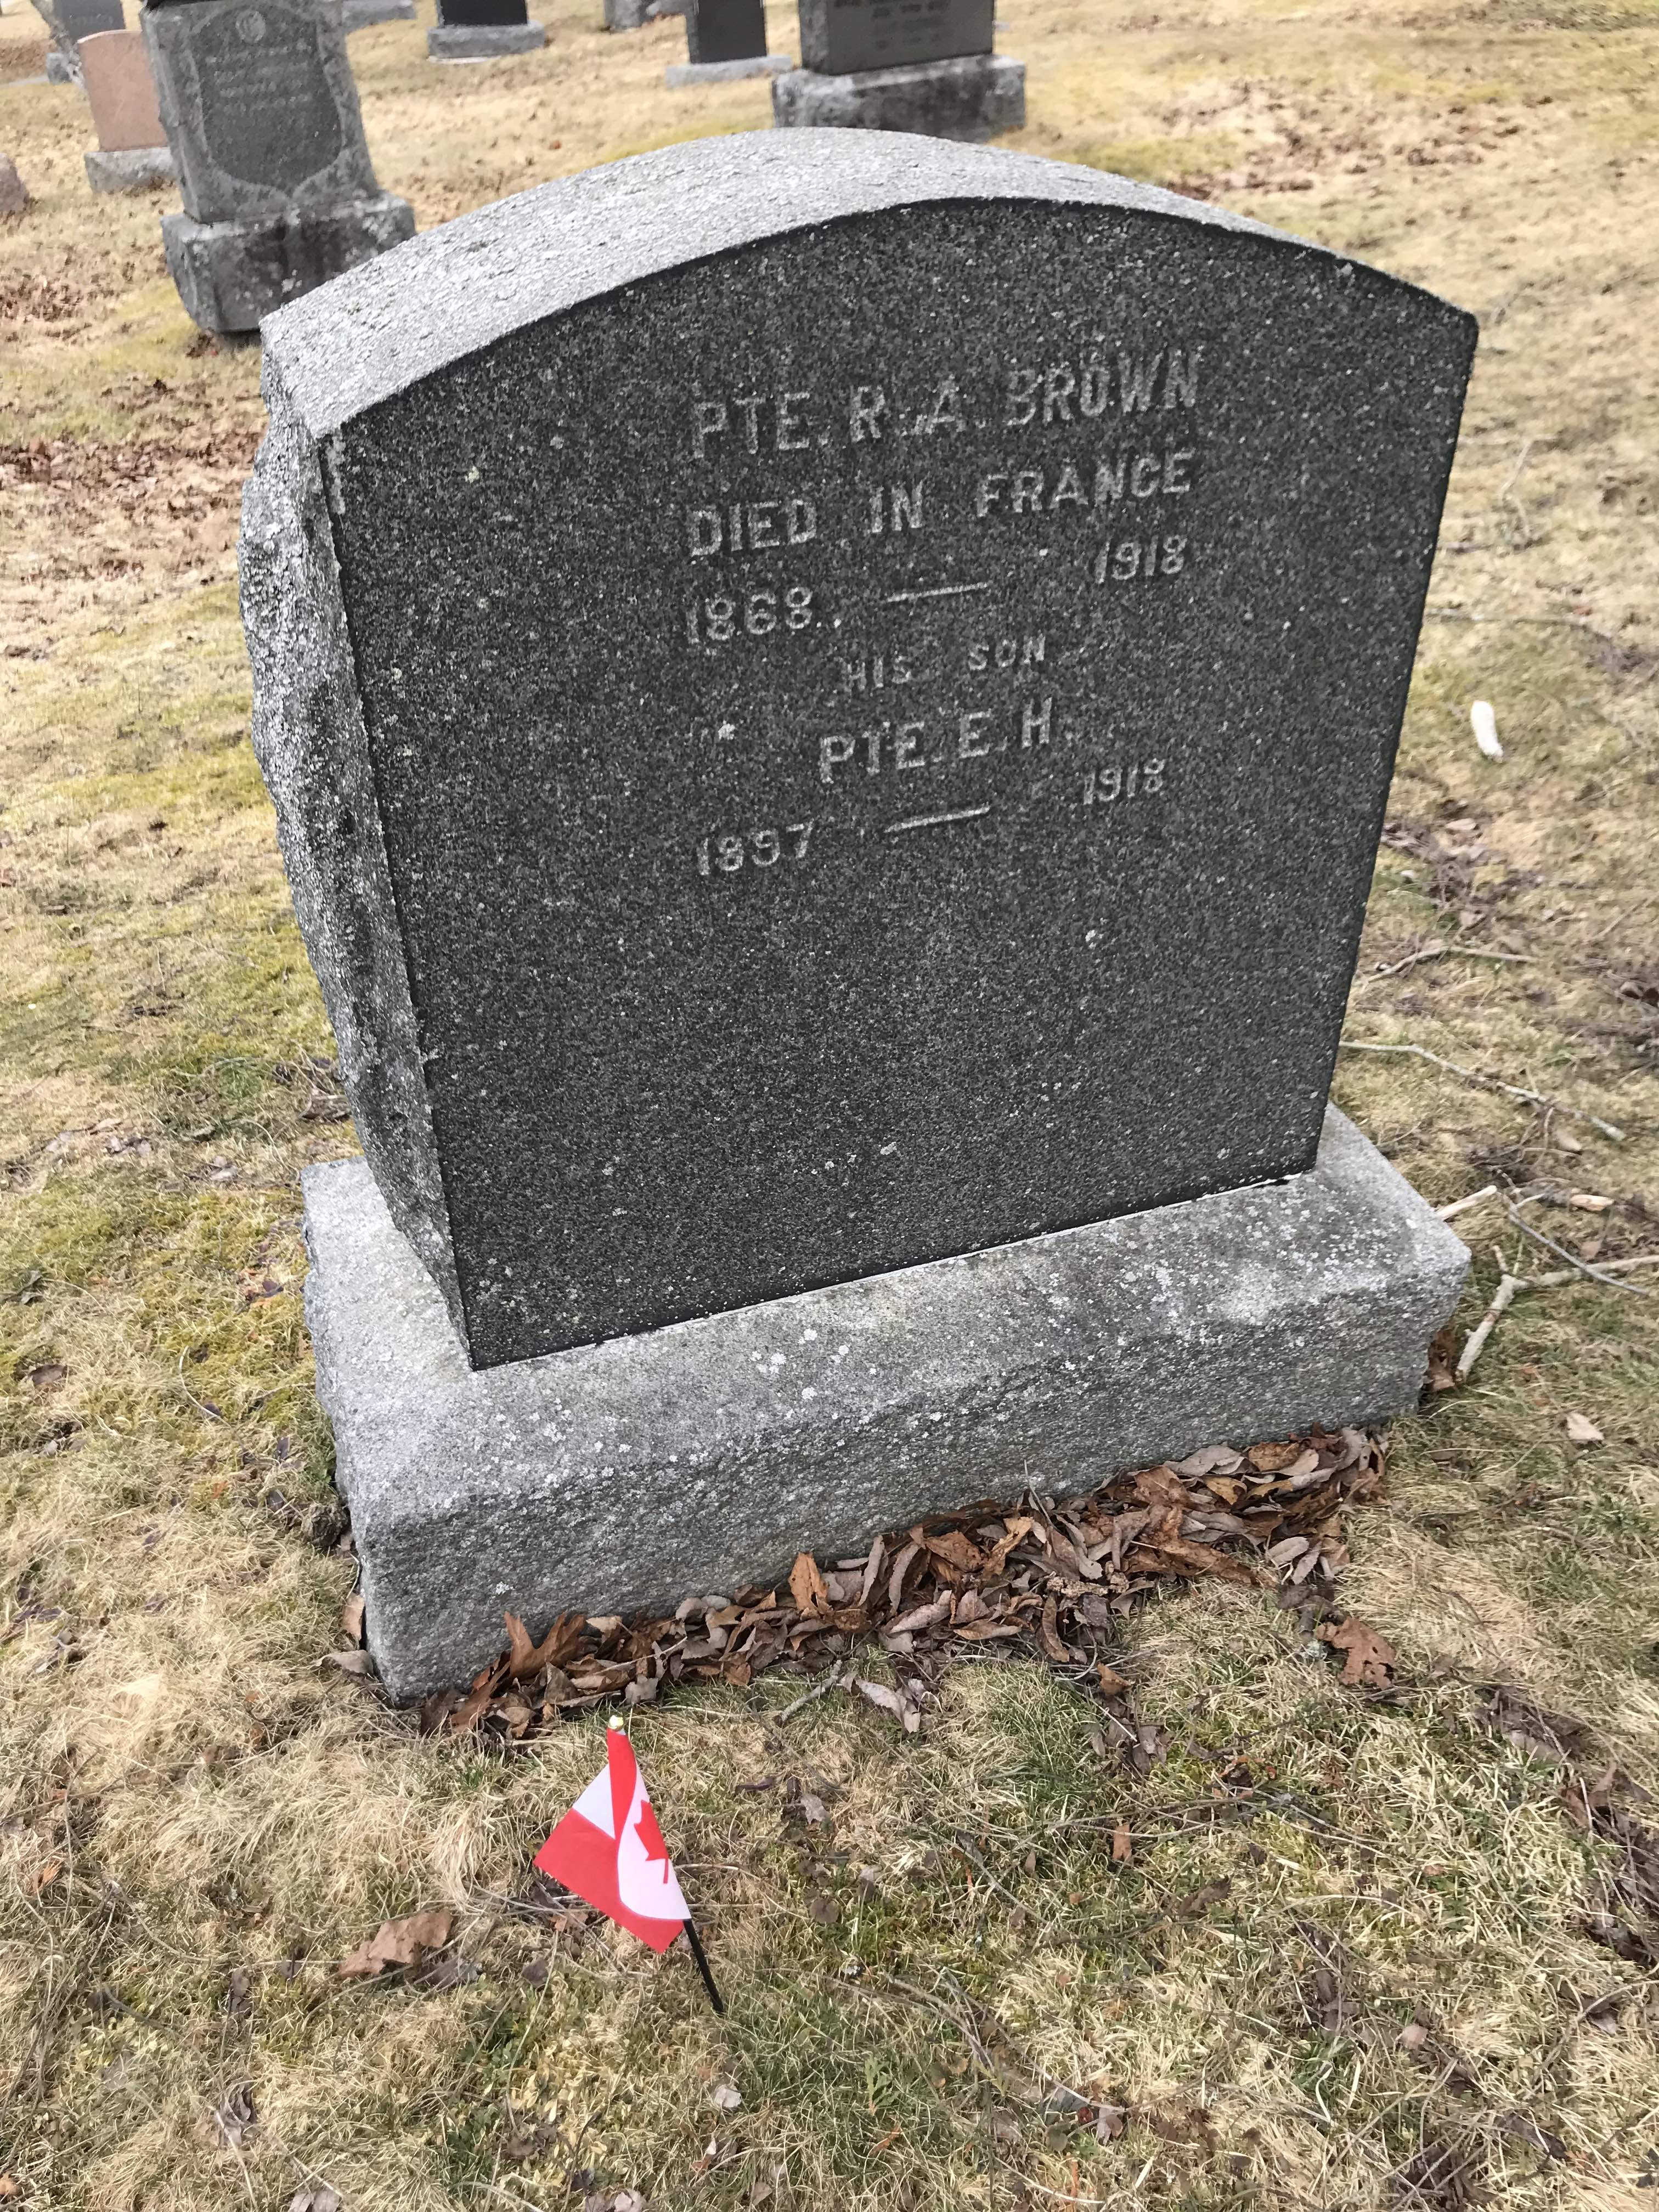 PTE. R. A. BROWN
DIED IN FRANCE
1868. — 1918
HIS SON
PTE. E. H.
1897 — 1918